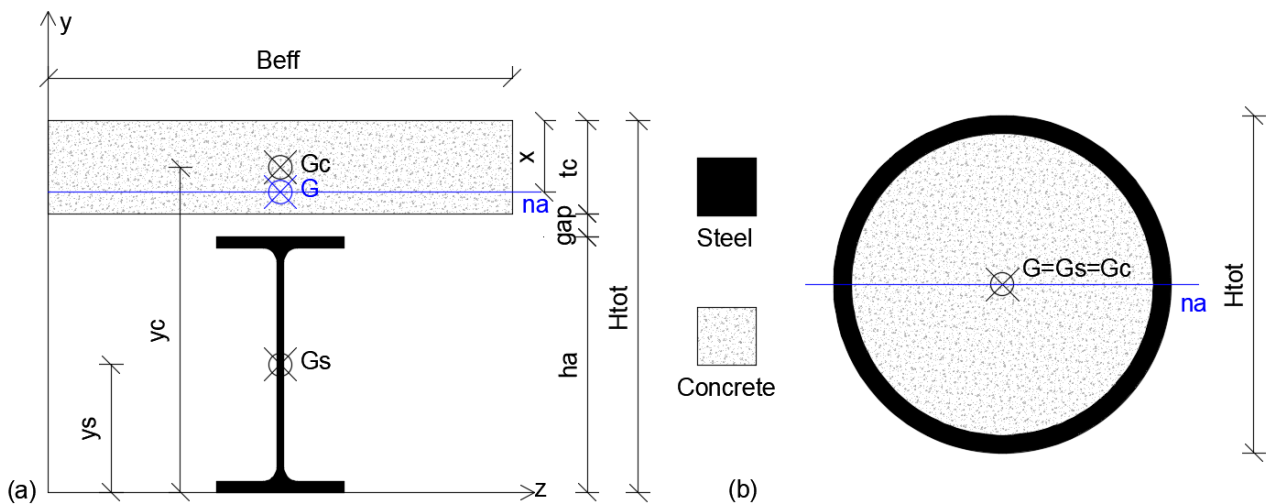 y
Beff
Gc
G
x
tc
na
gap
Htot
yc
Gs
ha
ys
z
(a)
Steel
Concrete
G=Gs=Gc
na
Htot
(b)